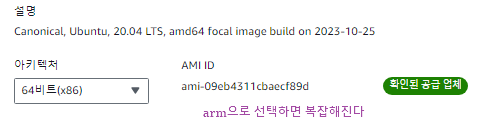 설명
Canonical, Ubuntu, 20.04 LTS, amd64 focal image build on 2023-10-25
아키텍처
AMI ID
64비트(x86)
ami-09eb4311cbaecf89d
확인된 공급 업체
arm으로 선택하면 복잡해진다